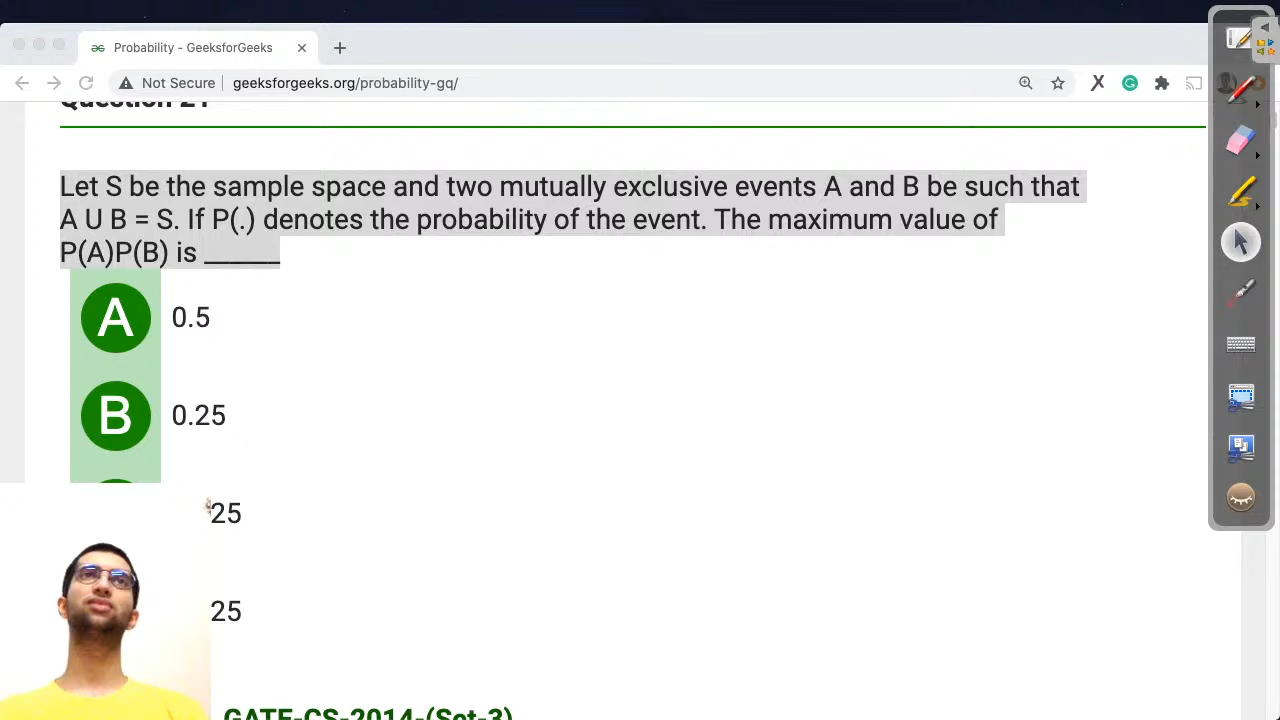 Probability - GeeksforGeeks
Not Secure geeksforgeeks.org/probability-gq/
Question 21
Let S be the sample space and two mutually exclusive events A and B be such that
A U B = S. If P(.) denotes the probability of the event. The maximum value of
P(A)P(B) is ______
A 0.5
B 0.25
25
25
GATE-CS-2014-(Set-3)